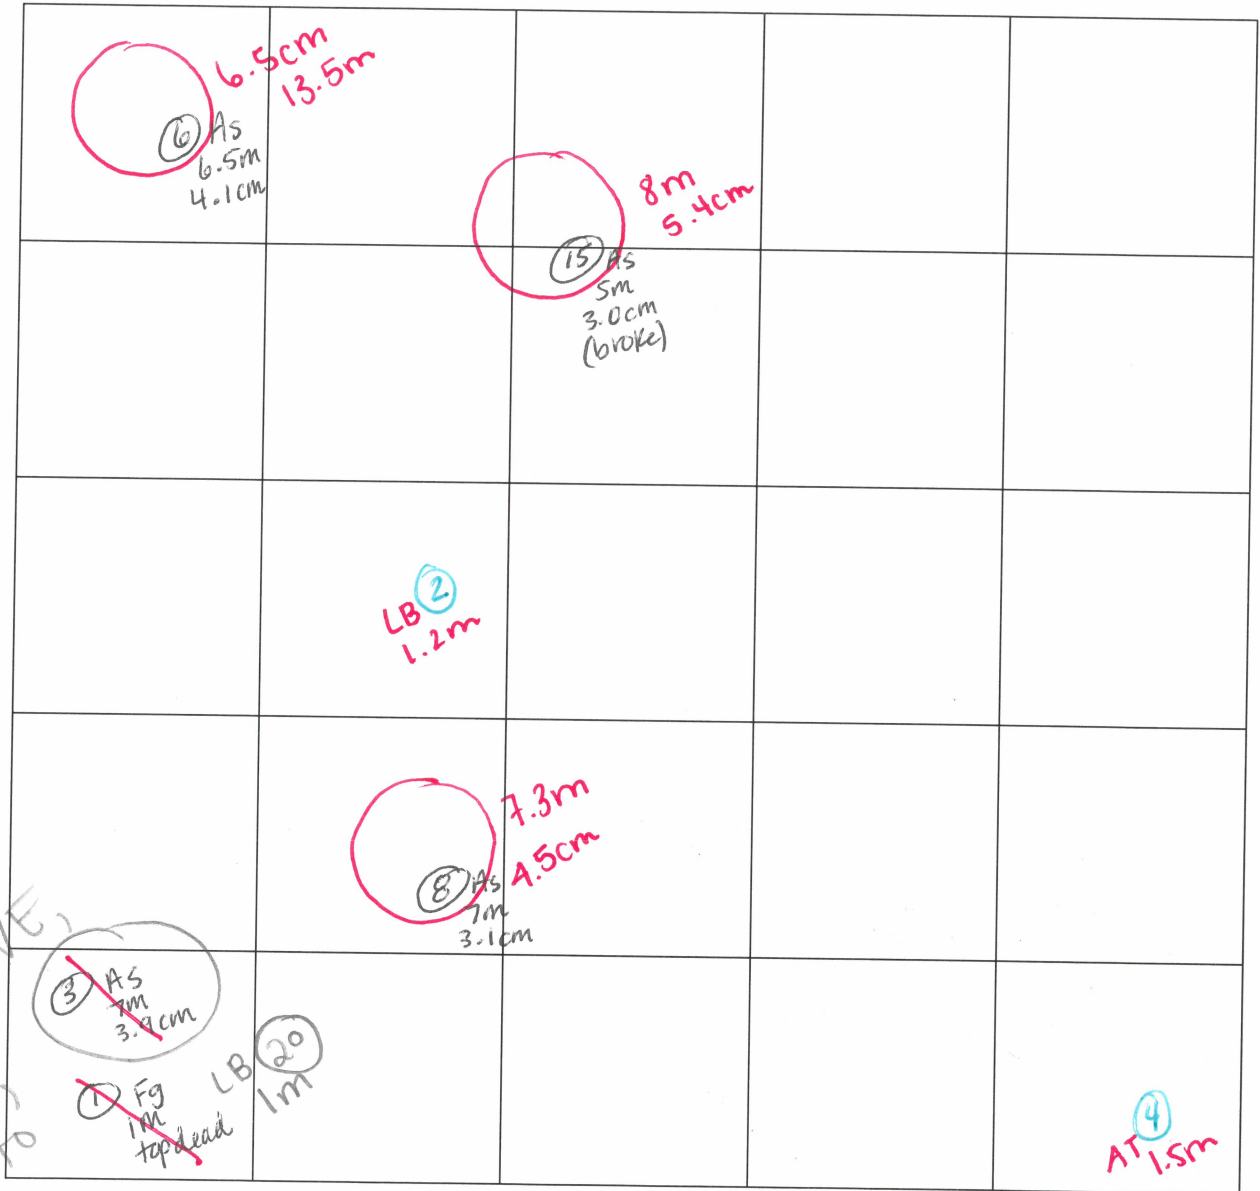 6.5cm
13.5m
6 As
6.5m
4.1cm
8m
5.4cm
15 As
5m
3.0cm
(broke)
2
LB
1.2m
7.3m
4.5cm
8 As
7m
3.1cm
3 As
7m
3.9cm
LB 20
1m
1 Fg
1m
top dead
4
AT 1.5m